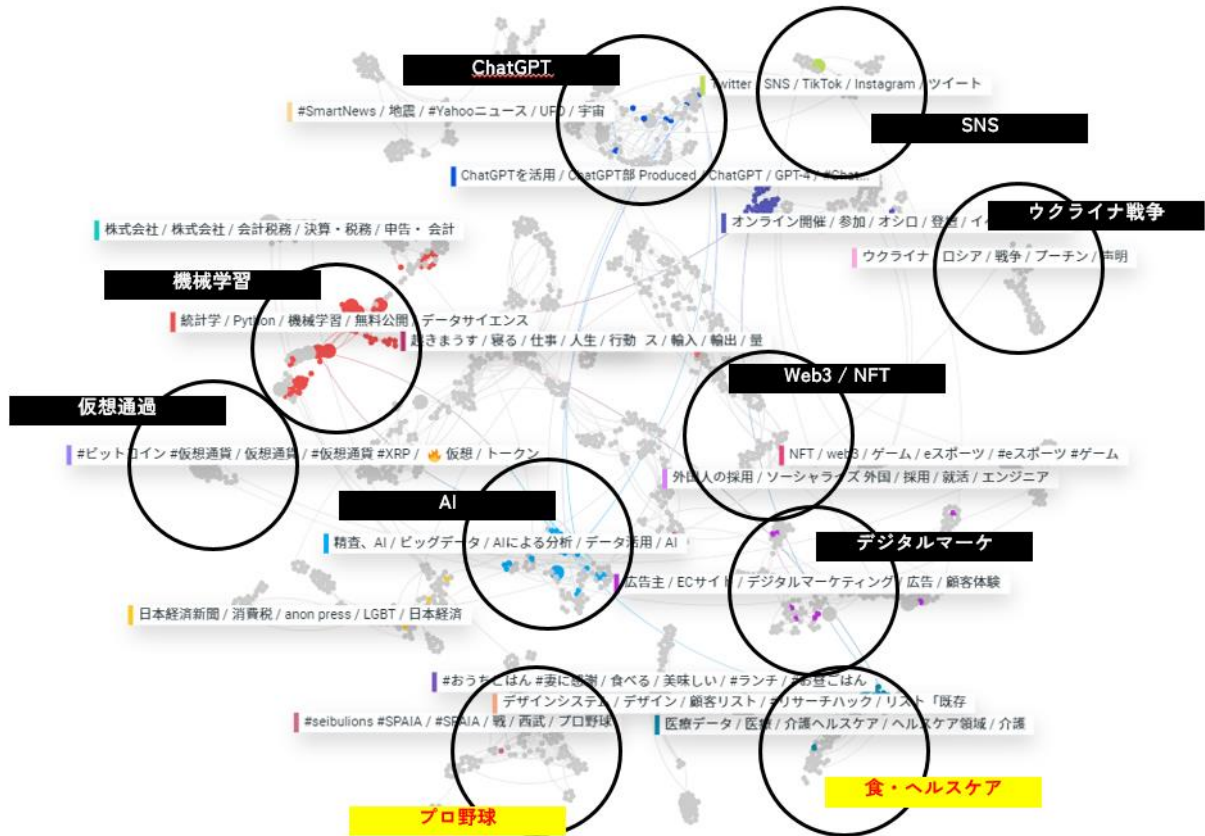 ChatGPT
Twitter / SNS / TikTok / Instagram / ツイート
#SmartNews / 地震 / #Yahooニュース / UFO / 宇宙
SNS
ChatGPTを活用 / ChatGPT部 Produced / ChatGPT / GPT-4 / #Chat...
株式会社 / 株式会社 / 会計税務 / 決算・税務 / 申告・ 会計
オンライン開催 / 参加 / オシロ / 登壇 / イベ
ウクライナ戦争
ウクライナ / ロシア / 戦争 / プーチン / 声明
機械学習
統計学 / Python / 機械学習 / 無料公開 / データサイエンス
起きまうす / 寝る / 仕事 / 人生 / 行動 ス / 輸入 / 輸出 / 量
Web3 / NFT
仮想通過
#ビットコイン #仮想通貨 / 仮想通貨 / #仮想通貨 #XRP / 🔥 仮想 / トークン
NFT / web3 / ゲーム / eスポーツ / #eスポーツ #ゲーム
外国人の採用 / ソーシャライズ 外国 / 採用 / 就活 / エンジニア
AI
精査、AI / ビッグデータ / AIによる分析 / データ活用 / AI
デジタルマーケ
広告主 / ECサイト / デジタルマーケティング / 広告 / 顧客体験
日本経済新聞 / 消費税 / anon press / LGBT / 日本経済
#おうちごはん #妻に感謝 / 食べる / 美味しい / #ランチ / #お昼ごはん
デザインシステム / デザイン / 顧客リスト / #リサーチハック / リスト「既存
#seibulions #SPAIA / #SPAIA / 戦 / 西武 / プロ野球
医療データ / 医療 / 介護ヘルスケア / ヘルスケア領域 / 介護
食・ヘルスケア
プロ野球